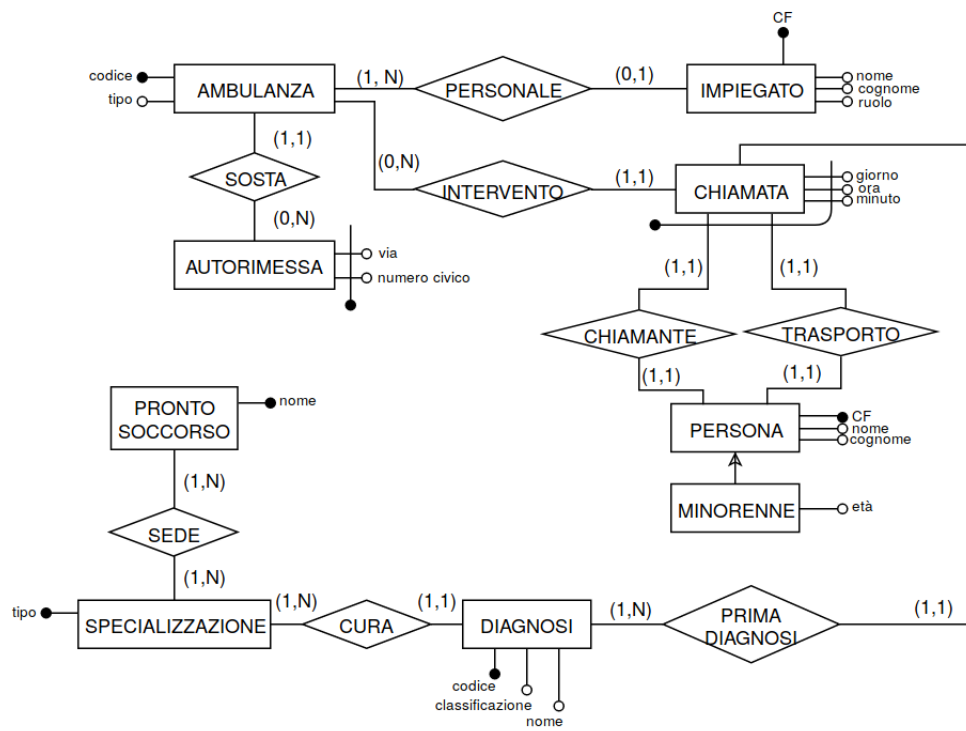 CF
codice
AMBULANZA
(1, N)
PERSONALE
(0,1)
IMPIEGATO
nome
cognome
ruolo
tipo
(1,1)
(0,N)
SOSTA
INTERVENTO
(1,1)
CHIAMATA
giorno
ora
minuto
(0,N)
AUTORIMESSA
via
numero civico
(1,1)
(1,1)
CHIAMANTE
TRASPORTO
(1,1)
(1,1)
PRONTO
SOCCORSO
nome
PERSONA
CF
nome
cognome
(1,N)
MINORENNE
età
SEDE
(1,N)
tipo
SPECIALIZZAZIONE
(1,N)
CURA
(1,1)
DIAGNOSI
(1,N)
PRIMA
DIAGNOSI
(1,1)
codice
classificazione
nome